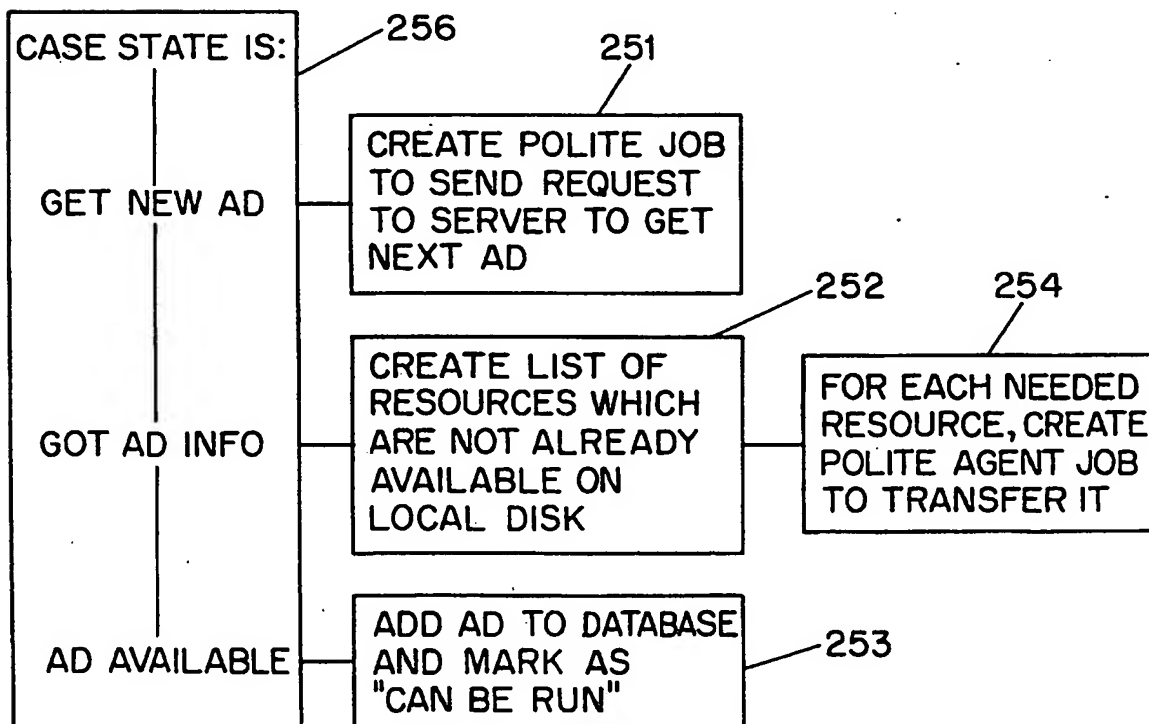 CASE STATE IS:
256
251
CREATE POLITE JOB
TO SEND REQUEST
TO SERVER TO GET
NEXT AD
GET NEW AD
252
254
CREATE LIST OF
RESOURCES WHICH
ARE NOT ALREADY
AVAILABLE ON
LOCAL DISK
FOR EACH NEEDED
RESOURCE, CREATE
POLITE AGENT JOB
TO TRANSFER IT
GOT AD INFO
ADD AD TO DATABASE
AND MARK AS
"CAN BE RUN"
253
AD AVAILABLE